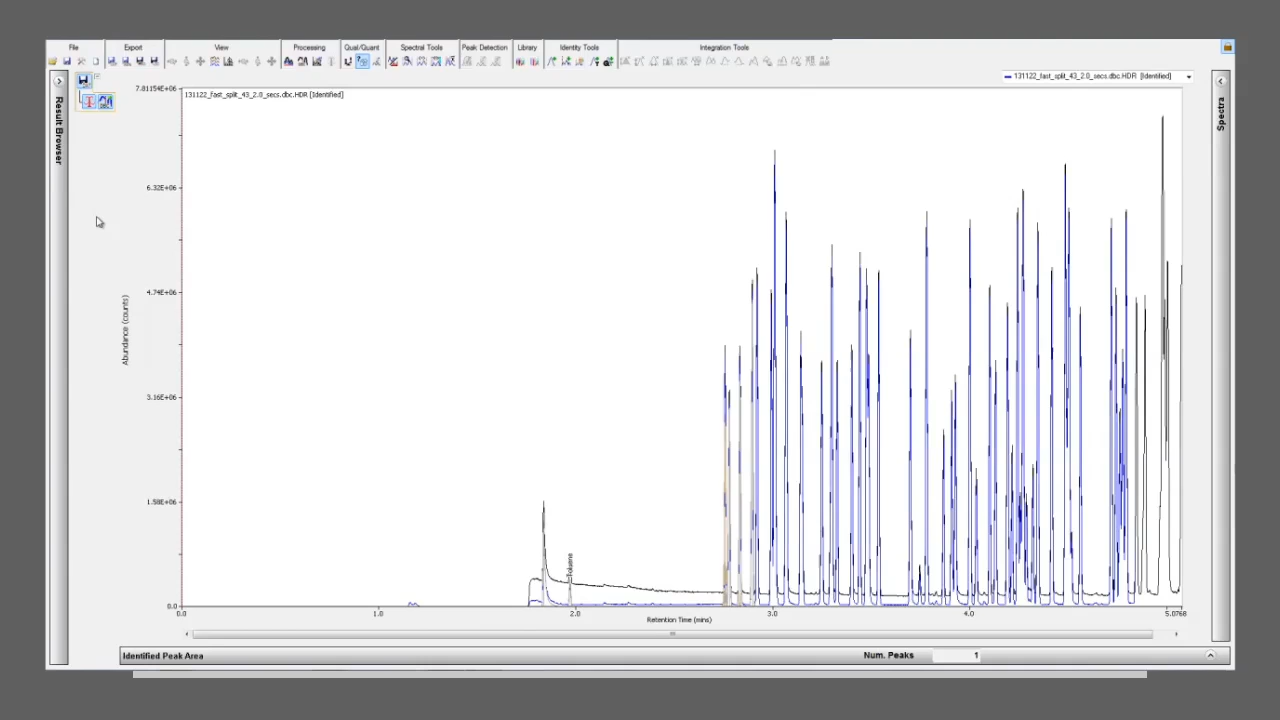 File Export View Processing Qual/Quant Spectral Tools Peak Detection Library Identity Tools Integration Tools
131122_fast_split_43_2.0_secs.dbc.HDR [Identified]
Result Browser
Spectra
7.81154E+06
131122_fast_split_43_2.0_secs.dbc.HDR [Identified]
6.32E+06
4.74E+06
Abundance (counts)
3.16E+06
1.58E+06
Toluene
0.0
0.0 1.0 2.0 3.0 4.0 5.0768
Retention Time (mins)
Identified Peak Area Num. Peaks 1